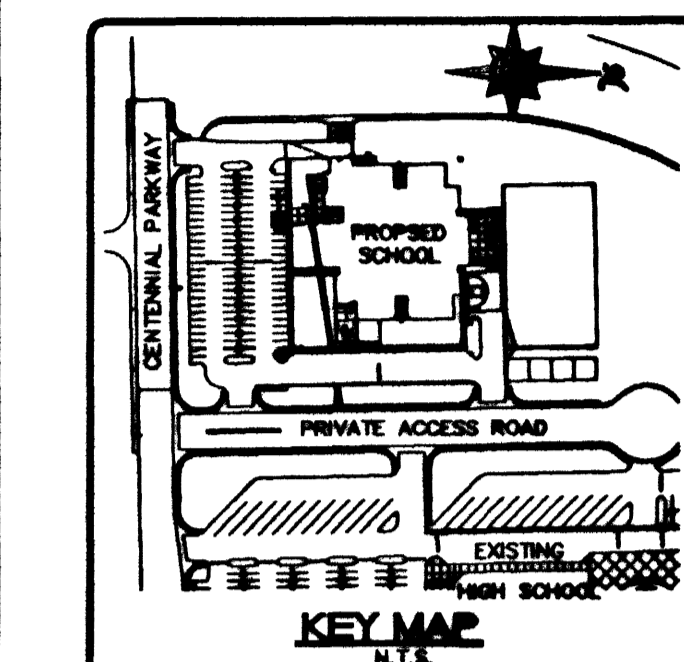 CENTENNIAL PARKWAY
PROPSED
SCHOOL
PRIVATE ACCESS ROAD
EXISTING
HIGH SCHOOL
KEY MAP
N.T.S.